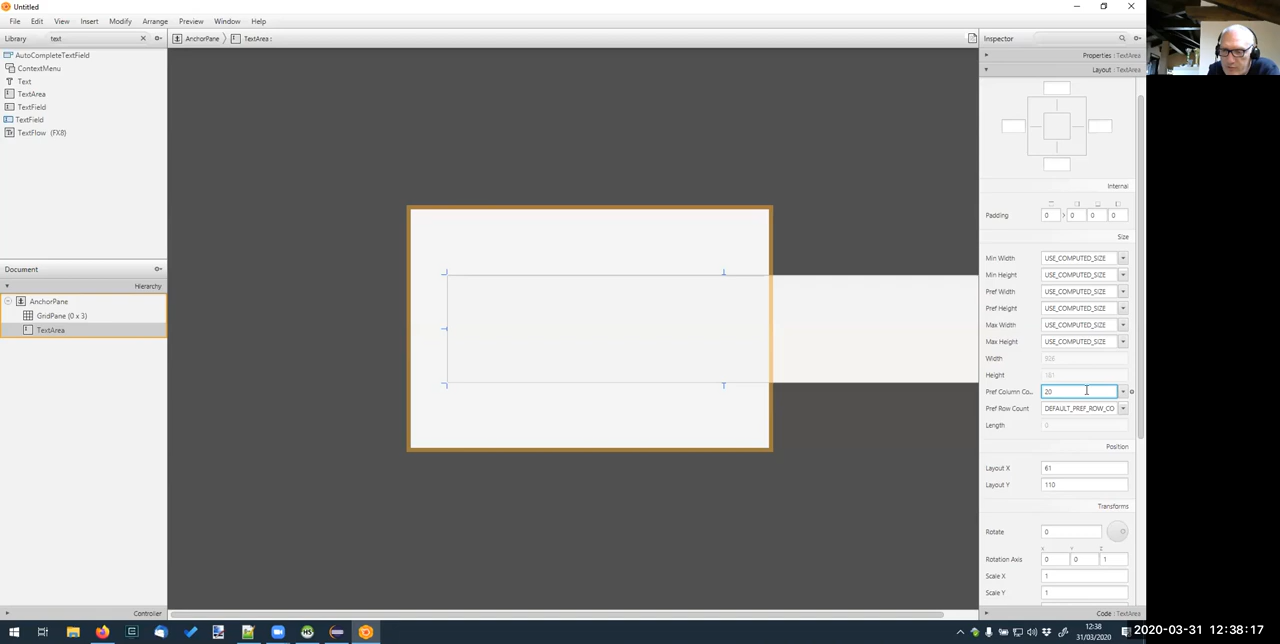 Untitled
File Edit View Insert Modify Arrange Preview Window Help
Library text
AnchorPane TextArea :
Inspector
AutoCompleteTextField
ContextMenu
Text
TextArea
TextField
TextField
TextFlow (FX8)
Document
Hierarchy
AnchorPane
GridPane (0 x 3)
TextArea
Controller
Properties : TextArea
Layout : TextArea
Internal
Padding 0 0 0 0
Size
Min Width USE_COMPUTED_SIZE
Min Height USE_COMPUTED_SIZE
Pref Width USE_COMPUTED_SIZE
Pref Height USE_COMPUTED_SIZE
Max Width USE_COMPUTED_SIZE
Max Height USE_COMPUTED_SIZE
Width 926
Height 181
Pref Column Co... 20
Pref Row Count DEFAULT_PREF_ROW_CO
Length 0
Position
Layout X 61
Layout Y 110
Transforms
Rotate 0
X Y Z
Rotation Axis 0 0 1
Scale X 1
Scale Y 1
Code : TextArea
12:38
31/03/2020
2020-03-31 12:38:17